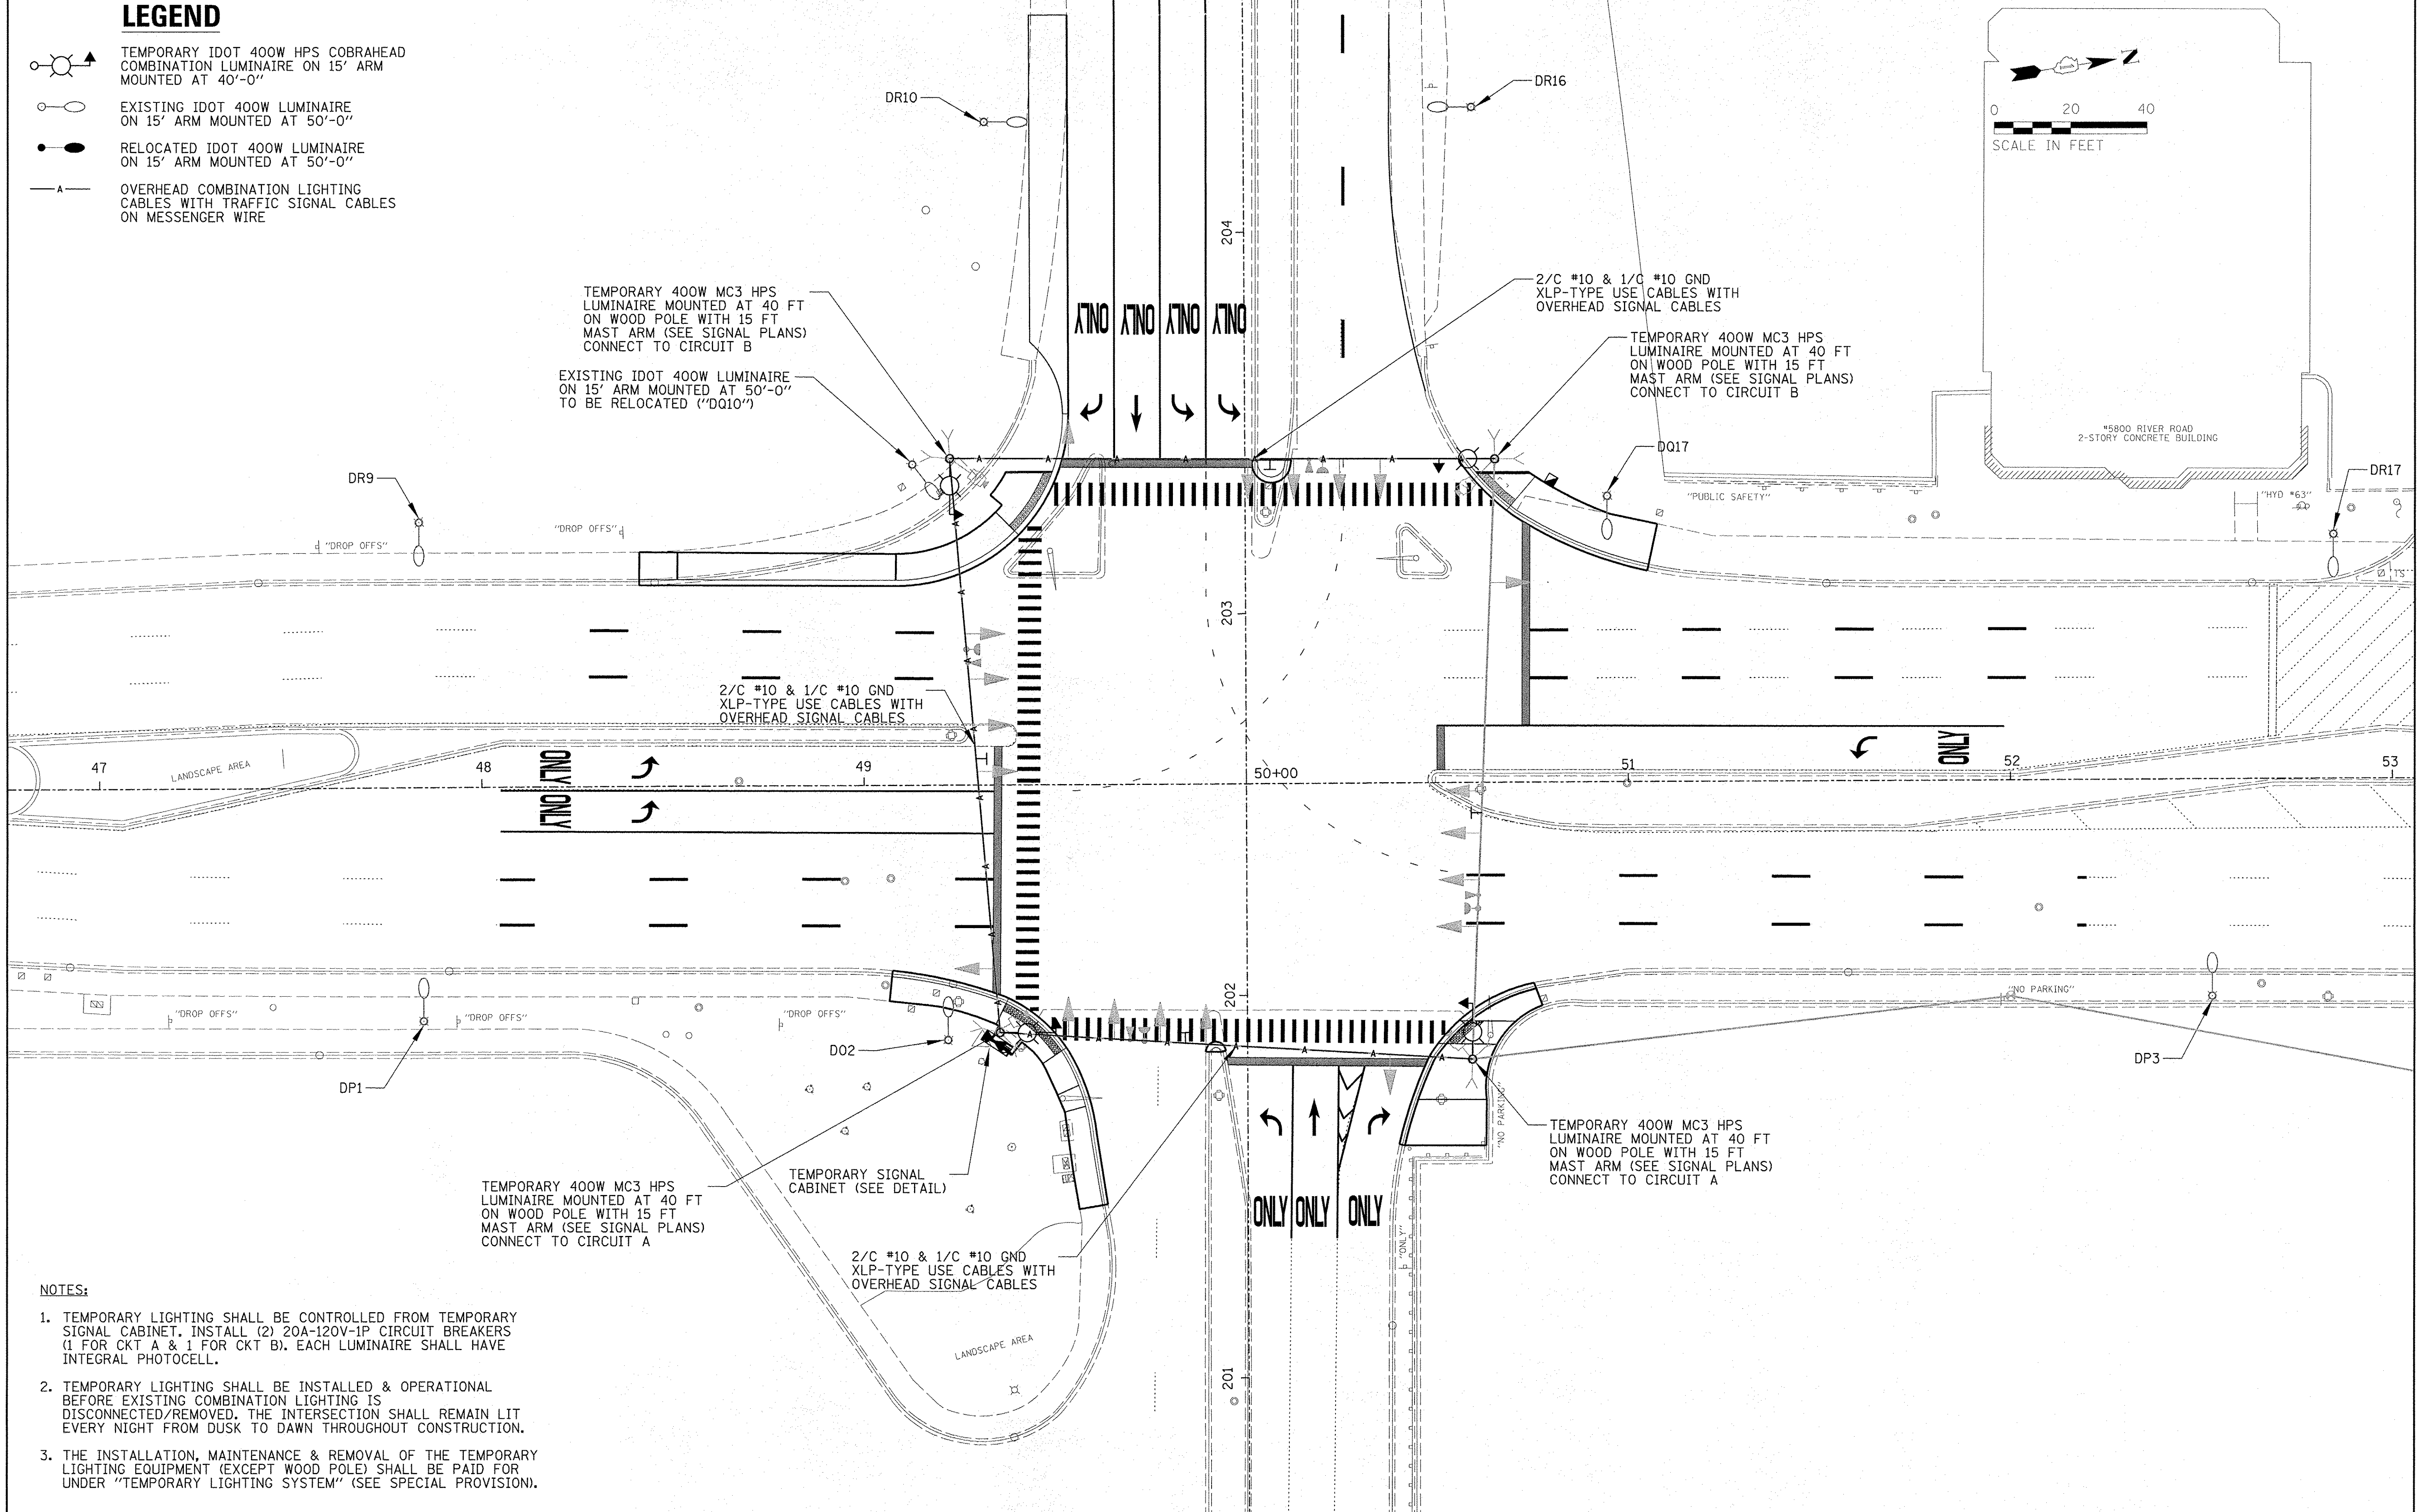 LEGEND
TEMPORARY IDOT 400W HPS COBRAHEAD
COMBINATION LUMINAIRE ON 15' ARM
MOUNTED AT 40'-0"
EXISTING IDOT 400W LUMINAIRE
ON 15' ARM MOUNTED AT 50'-0"
RELOCATED IDOT 400W LUMINAIRE
ON 15' ARM MOUNTED AT 50'-0"
A
OVERHEAD COMBINATION LIGHTING
CABLES WITH TRAFFIC SIGNAL CABLES
ON MESSENGER WIRE
DR10
DR16
N
0 20 40
SCALE IN FEET
204
TEMPORARY 400W MC3 HPS
LUMINAIRE MOUNTED AT 40 FT
ON WOOD POLE WITH 15 FT
MAST ARM (SEE SIGNAL PLANS)
CONNECT TO CIRCUIT B
EXISTING IDOT 400W LUMINAIRE
ON 15' ARM MOUNTED AT 50'-0"
TO BE RELOCATED ("DQ10")
ONLY ONLY ONLY ONLY
2/C #10 & 1/C #10 GND
XLP-TYPE USE CABLES WITH
OVERHEAD SIGNAL CABLES
TEMPORARY 400W MC3 HPS
LUMINAIRE MOUNTED AT 40 FT
ON WOOD POLE WITH 15 FT
MAST ARM (SEE SIGNAL PLANS)
CONNECT TO CIRCUIT B
#5800 RIVER ROAD
2-STORY CONCRETE BUILDING
DR9
DQ17
DR17
"PUBLIC SAFETY"
"HYD #63"
"DROP OFFS"
"DROP OFFS"
203
2/C #10 & 1/C #10 GND
XLP-TYPE USE CABLES WITH
OVERHEAD SIGNAL CABLES
LANDSCAPE AREA
ONLY
ONLY
ONLY
47 48 49 50+00 51 52 53
202
"NO PARKING"
"DROP OFFS" "DROP OFFS" "DROP OFFS"
DO2
DP1
DP3
"NO PARKING"
TEMPORARY 400W MC3 HPS
LUMINAIRE MOUNTED AT 40 FT
ON WOOD POLE WITH 15 FT
MAST ARM (SEE SIGNAL PLANS)
CONNECT TO CIRCUIT A
TEMPORARY SIGNAL
CABINET (SEE DETAIL)
TEMPORARY 400W MC3 HPS
LUMINAIRE MOUNTED AT 40 FT
ON WOOD POLE WITH 15 FT
MAST ARM (SEE SIGNAL PLANS)
CONNECT TO CIRCUIT A
ONLY ONLY ONLY
"ONLY"
2/C #10 & 1/C #10 GND
XLP-TYPE USE CABLES WITH
OVERHEAD SIGNAL CABLES
LANDSCAPE AREA
201
NOTES:
1. TEMPORARY LIGHTING SHALL BE CONTROLLED FROM TEMPORARY
SIGNAL CABINET. INSTALL (2) 20A-120V-1P CIRCUIT BREAKERS
(1 FOR CKT A & 1 FOR CKT B). EACH LUMINAIRE SHALL HAVE
INTEGRAL PHOTOCELL.
2. TEMPORARY LIGHTING SHALL BE INSTALLED & OPERATIONAL
BEFORE EXISTING COMBINATION LIGHTING IS
DISCONNECTED/REMOVED. THE INTERSECTION SHALL REMAIN LIT
EVERY NIGHT FROM DUSK TO DAWN THROUGHOUT CONSTRUCTION.
3. THE INSTALLATION, MAINTENANCE & REMOVAL OF THE TEMPORARY
LIGHTING EQUIPMENT (EXCEPT WOOD POLE) SHALL BE PAID FOR
UNDER "TEMPORARY LIGHTING SYSTEM" (SEE SPECIAL PROVISION).